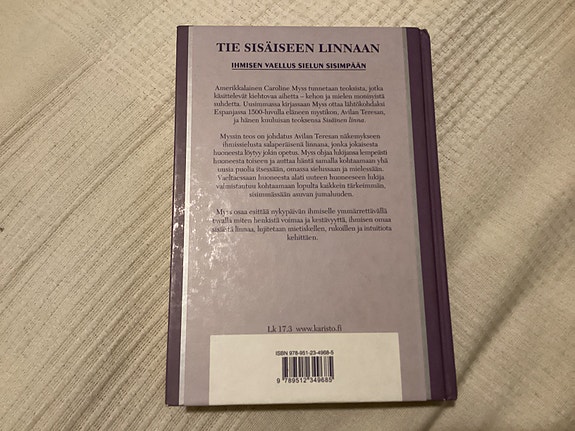 TIE SISÄISEEN LINNAAN
IHMISEN VAELLUS SIELUN SISIMPÄÄN
Amerikkalainen Caroline Myss tunnetaan teoksista, jotka
käsittelevät kiehtovaa aihetta – kehon ja mielen monisyistä
suhdetta. Uusimmassa kirjassaan Myss ottaa lähtökohdaksi
Espanjassa 1500-luvulla eläneen mystikon, Avilan Teresan,
ja hänen kuuluisan teoksensa Sisäinen linna.
Myssin teos on johdatus Avilan Teresan näkemykseen
ihmissielusta salaperäisenä linnana, jonka jokaisesta
huoneesta löytyy jokin opetus. Myss ohjaa lukijansa lempeästi
huoneesta toiseen ja auttaa häntä samalla kohtaamaan yhä
uusia puolia itsessään, omassa sielussaan ja mielessään.
Vaeltaessaan huoneesta alati uuteen huoneeseen lukija
valmistautuu kohtaamaan lopulta kaikkein tärkeimmän,
sisimmässään asuvan jumaluuden.
Myss osaa esittää nykypäivän ihmiselle ymmärrettävällä
tavalla miten henkistä voimaa ja kestävyyttä, ihmisen omaa
sisäistä linnaa, lujitetaan mietiskellen, rukoillen ja intuitiota
kehittäen.
Lk 17.3 www.karisto.fi
ISBN 978-951-23-4968-5
9 789512 349685